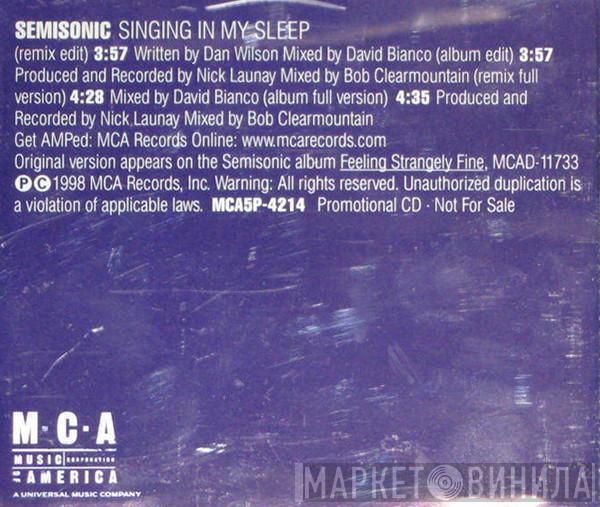 SEMISONIC SINGING IN MY SLEEP
(remix edit) 3:57 Written by Dan Wilson Mixed by David Bianco (album edit) 3:57
Produced and Recorded by Nick Launay Mixed by Bob Clearmountain (remix full
version) 4:28 Mixed by David Bianco (album full version) 4:35 Produced and
Recorded by Nick Launay Mixed by Bob Clearmountain
Get AMPed: MCA Records Online: www.mcarecords.com
Original version appears on the Semisonic album Feeling Strangely Fine, MCAD-11733
ⓅⒸ1998 MCA Records, Inc. Warning: All rights reserved. Unauthorized duplication is
a violation of applicable laws. MCA5P-4214 Promotional CD · Not For Sale
M·C·A
MUSIC CORPORATION
OF AMERICA
A UNIVERSAL MUSIC COMPANY
МАРКЕТ ВИНИЛА